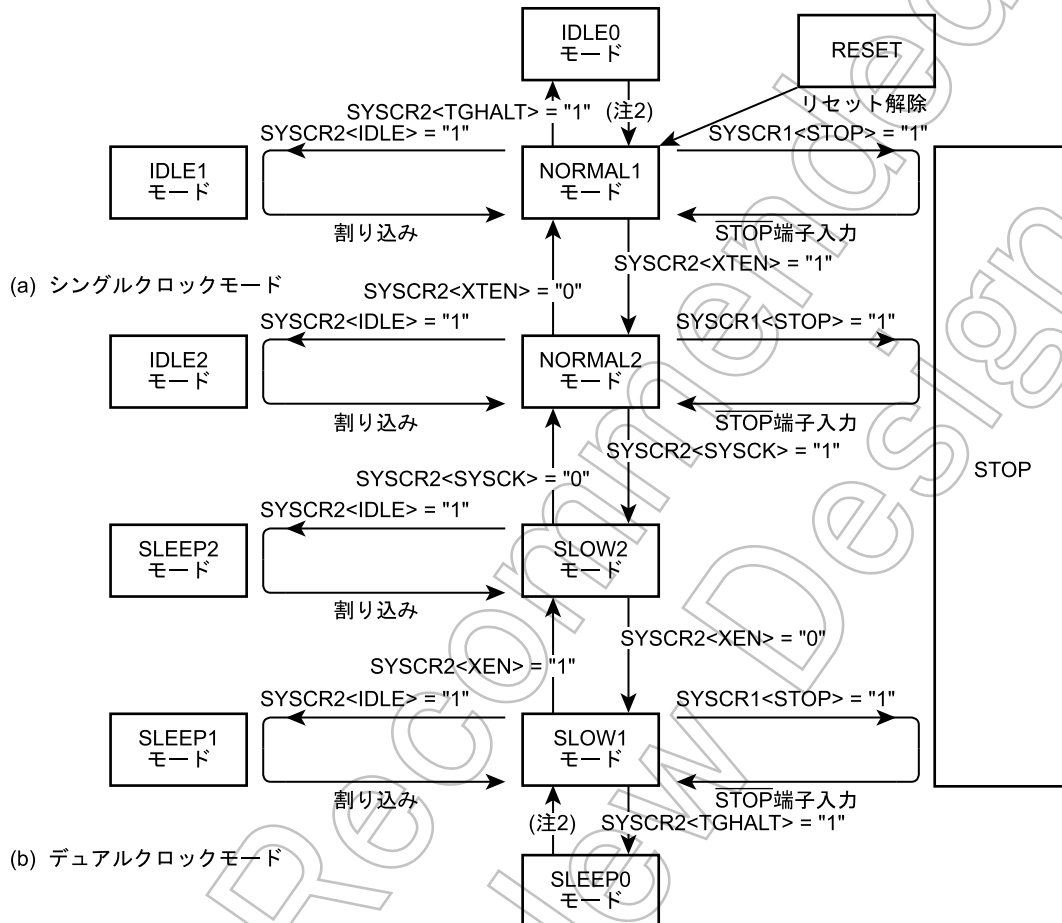 IDLE0
モード
RESET
リセット解除
SYSCR2<TGHALT> = "1"
(注2)
SYSCR2<IDLE> = "1"
SYSCR1<STOP> = "1"
IDLE1
モード
NORMAL1
モード
割り込み
STOP端子入力
SYSCR2<XTEN> = "1"
(a) シングルクロックモード
SYSCR2<XTEN> = "0"
SYSCR2<IDLE> = "1"
SYSCR1<STOP> = "1"
IDLE2
モード
NORMAL2
モード
割り込み
STOP端子入力
SYSCR2<SYSCK> = "1"
STOP
SYSCR2<SYSCK> = "0"
SYSCR2<IDLE> = "1"
SLEEP2
モード
SLOW2
モード
割り込み
SYSCR2<XEN> = "0"
SYSCR2<XEN> = "1"
SYSCR2<IDLE> = "1"
SYSCR1<STOP> = "1"
SLEEP1
モード
SLOW1
モード
割り込み
STOP端子入力
(注2)
SYSCR2<TGHALT> = "1"
(b) デュアルクロックモード
SLEEP0
モード
Recommended
New Design